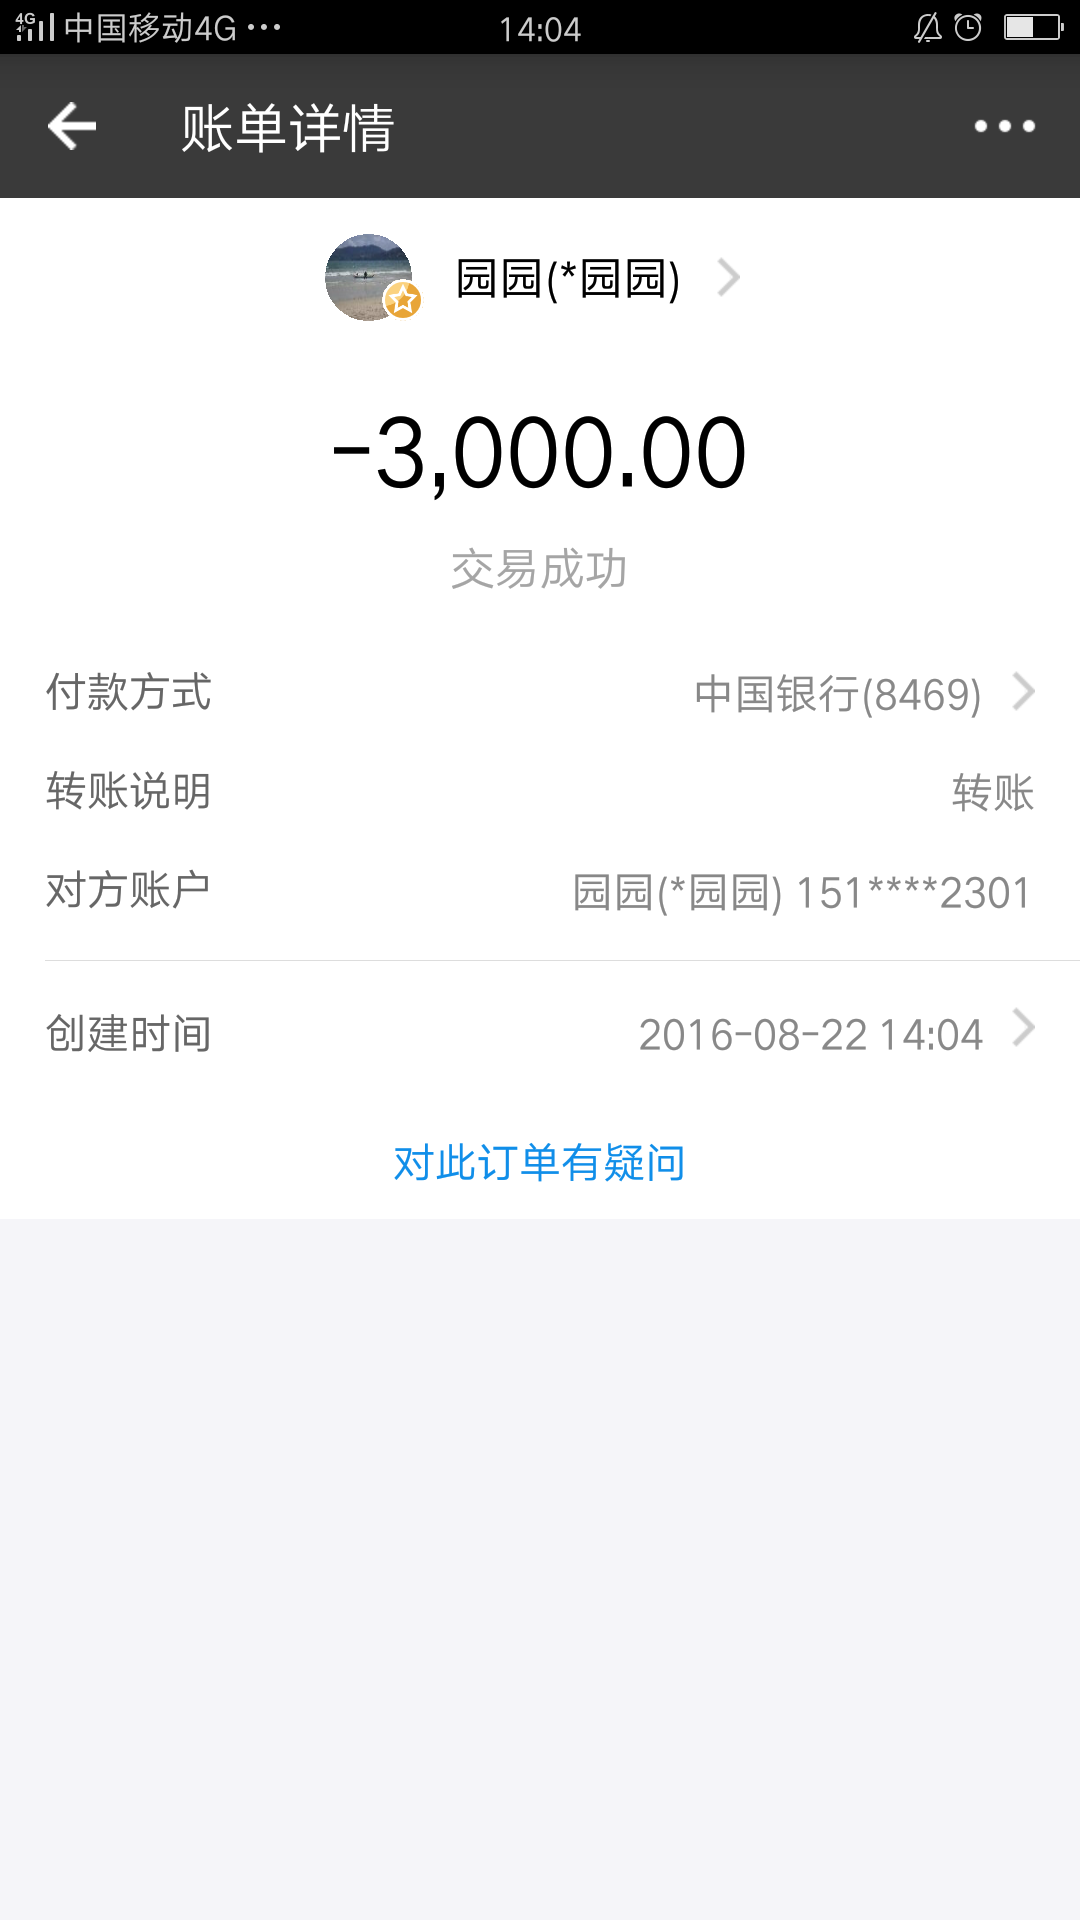 4G 中国移动4G ··· 14:04
账单详情
园园(*园园)
-3,000.00
交易成功
付款方式 中国银行(8469)
转账说明 转账
对方账户 园园(*园园) 151****2301
创建时间 2016-08-22 14:04
对此订单有疑问